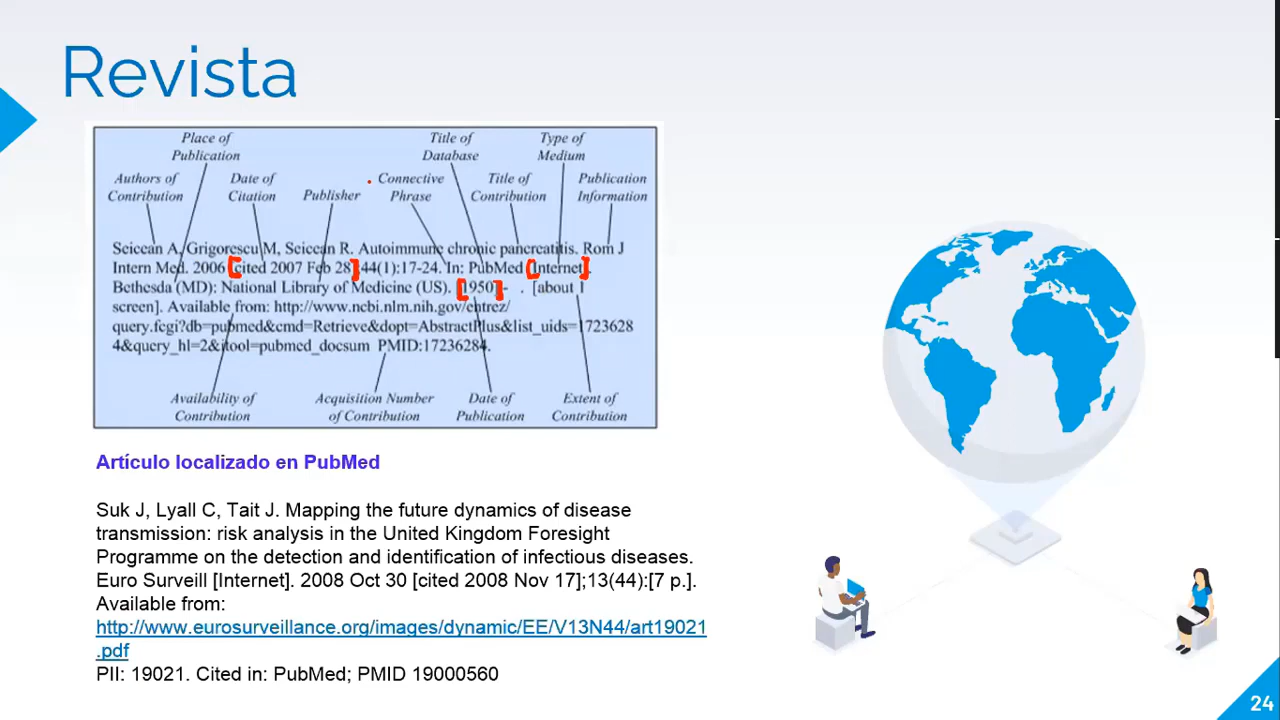 Revista
Place of
Publication
Title of
Database
Type of
Medium
Authors of
Contribution
Date of
Citation
Publisher
Connective
Phrase
Title of
Contribution
Publication
Information
Seicean A, Grigorescu M, Seicean R. Autoimmune chronic pancreatitis. Rom J
Intern Med. 2006 [cited 2007 Feb 28];44(1):17-24. In: PubMed [Internet].
Bethesda (MD): National Library of Medicine (US). [1950]- . [about 1
screen]. Available from: http://www.ncbi.nlm.nih.gov/entrez/
query.fcgi?db=pubmed&cmd=Retrieve&dopt=AbstractPlus&list_uids=1723628
4&query_hl=2&itool=pubmed_docsum PMID:17236284.
Availability of
Contribution
Acquisition Number
of Contribution
Date of
Publication
Extent of
Contribution
Artículo localizado en PubMed
Suk J, Lyall C, Tait J. Mapping the future dynamics of disease
transmission: risk analysis in the United Kingdom Foresight
Programme on the detection and identification of infectious diseases.
Euro Surveill [Internet]. 2008 Oct 30 [cited 2008 Nov 17];13(44):[7 p.].
Available from:
http://www.eurosurveillance.org/images/dynamic/EE/V13N44/art19021
.pdf
PII: 19021. Cited in: PubMed; PMID 19000560
24